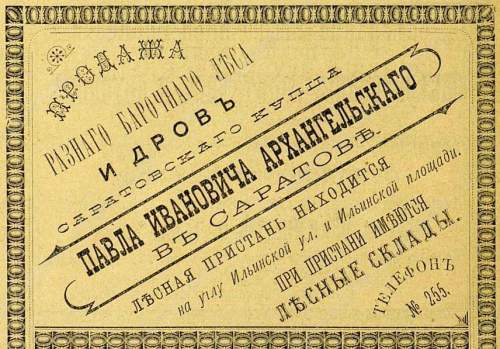 ПРОДАЖА
РАЗНАГО БАРОЧНАГО ЛѢСА
И ДРОВЪ
САРАТОВСКАГО КУПЦА
ПАВЛА ИВАНОВИЧА АРХАНГЕЛЬСКАГО
ВЪ САРАТОВѢ.
ЛѢСНАЯ ПРИСТАНЬ НАХОДИТСЯ
на углу Ильинской ул. и Ильинской площади.
ПРИ ПРИСТАНИ ИМѢЮТСЯ
ЛѢСНЫЕ СКЛАДЫ.
ТЕЛЕФОНЪ
№ 255.